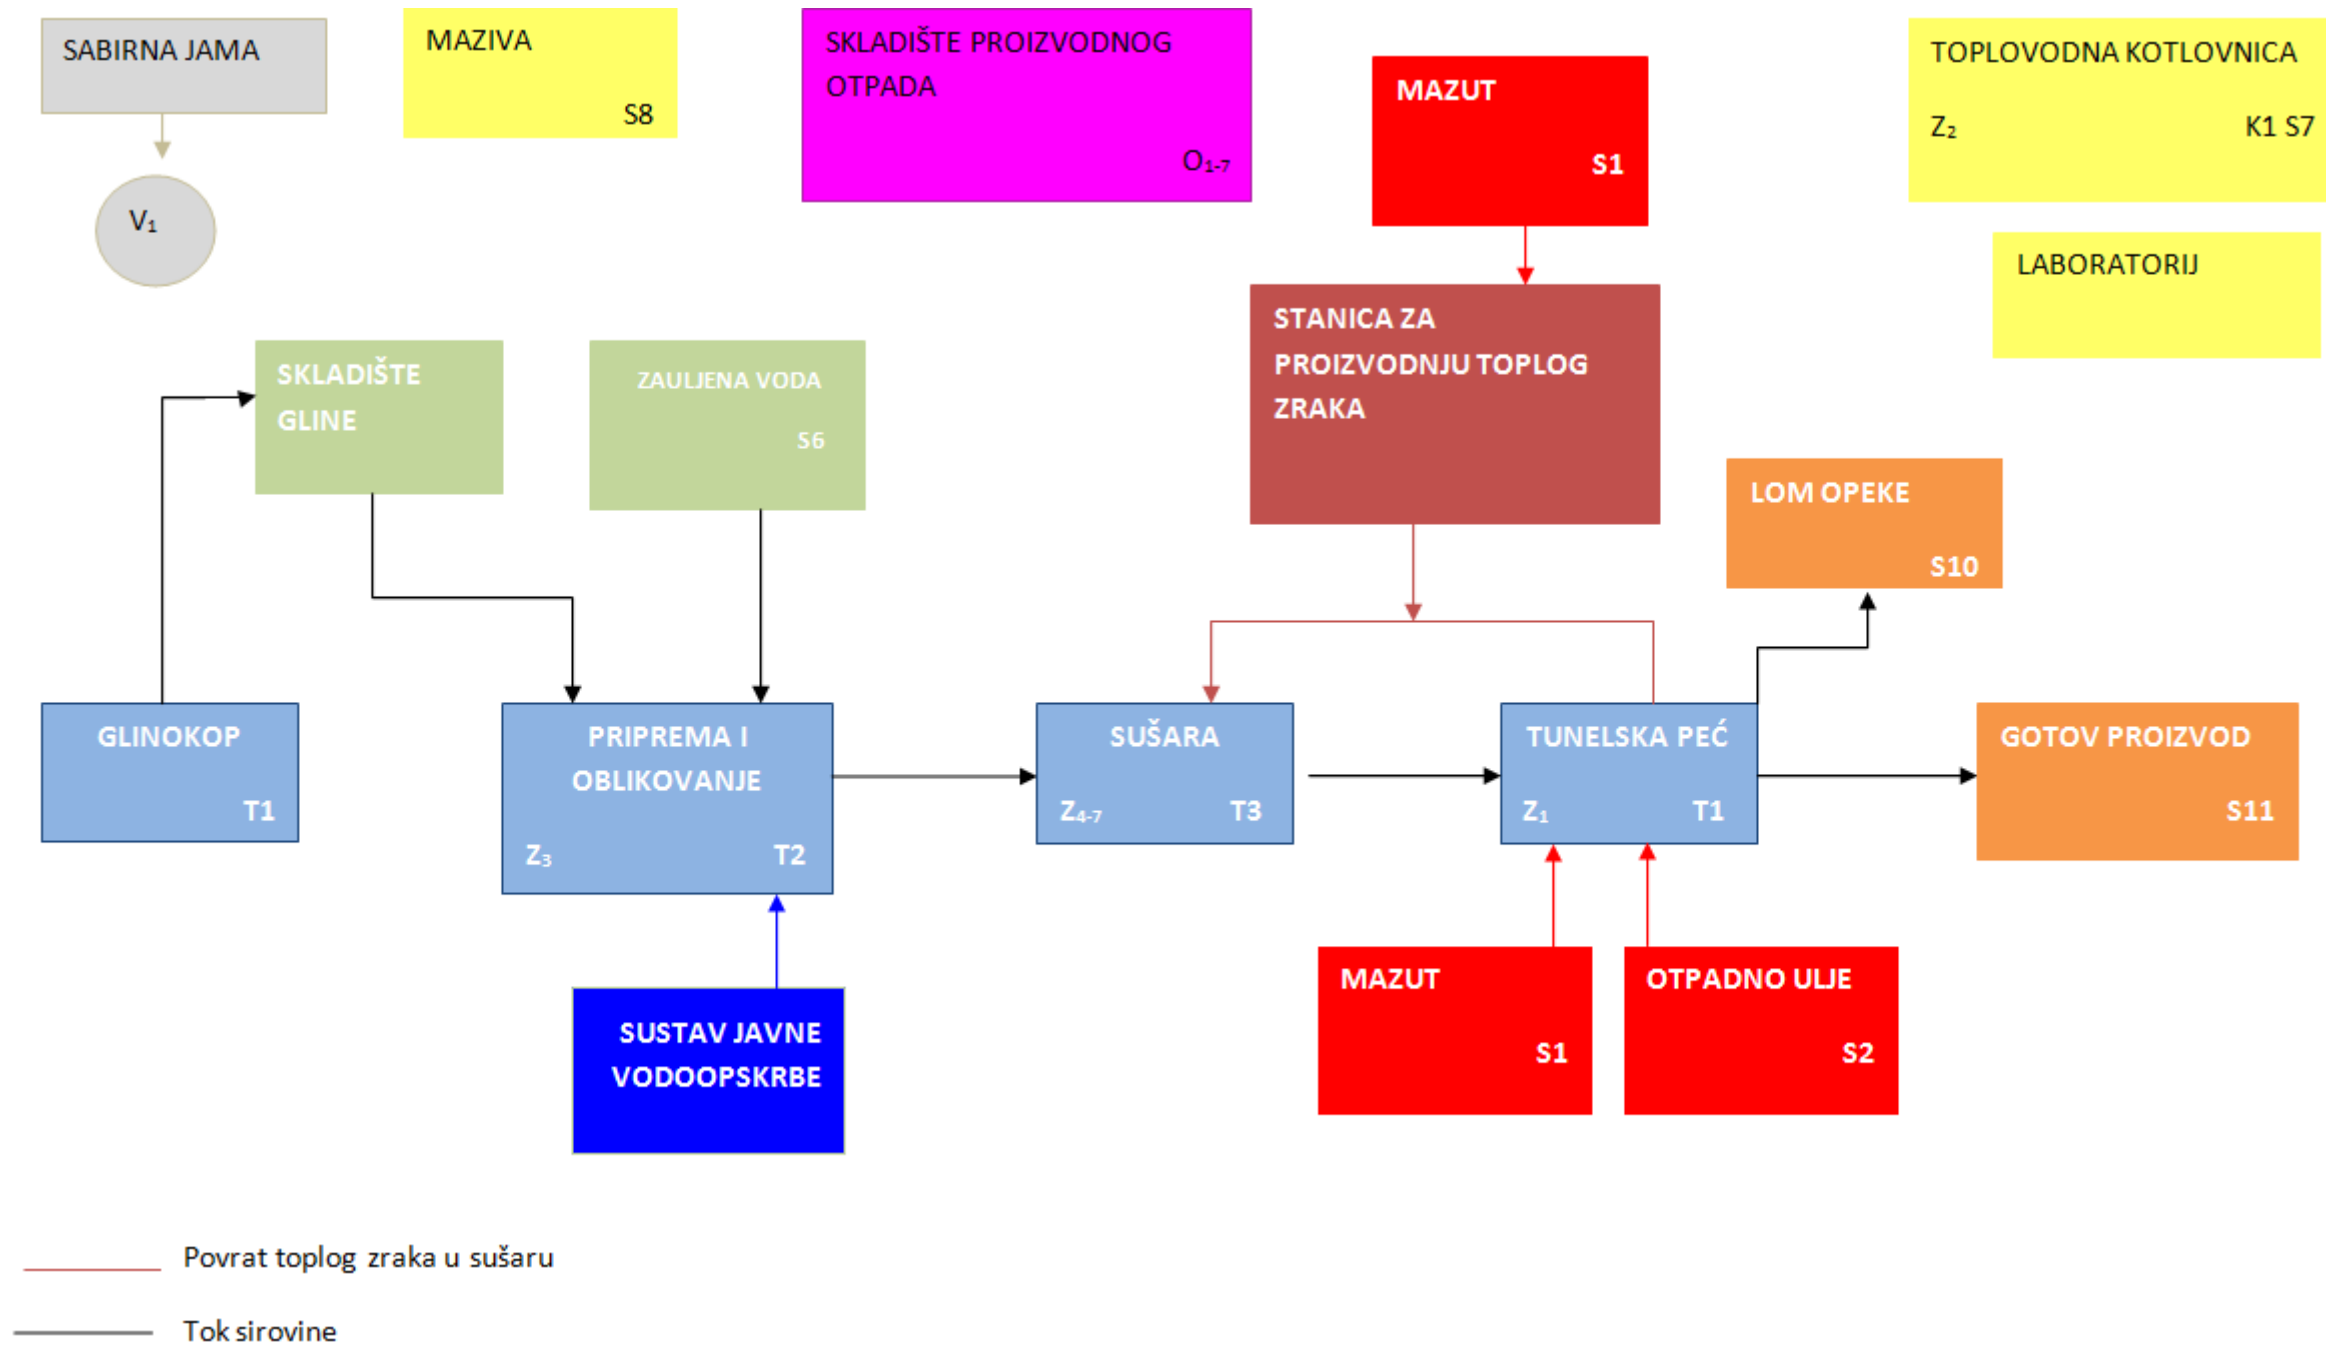 SABIRNA JAMA
V₁
MAZIVA
S8
SKLADIŠTE PROIZVODNOG
OTPADA
O₁₋₇
MAZUT
S1
TOPLOVODNA KOTLOVNICA
Z₂ K1 S7
LABORATORIJ
SKLADIŠTE
GLINE
ZAULJENA VODA
S6
STANICA ZA
PROIZVODNJU TOPLOG
ZRAKA
LOM OPEKE
S10
GLINOKOP
T1
PRIPREMA I
OBLIKOVANJE
Z₃ T2
SUŠARA
Z₄₋₇ T3
TUNELSKA PEĆ
Z₁ T1
GOTOV PROIZVOD
S11
SUSTAV JAVNE
VODOOPSKRBE
MAZUT
S1
OTPADNO ULJE
S2
Povrat toplog zraka u sušaru
Tok sirovine